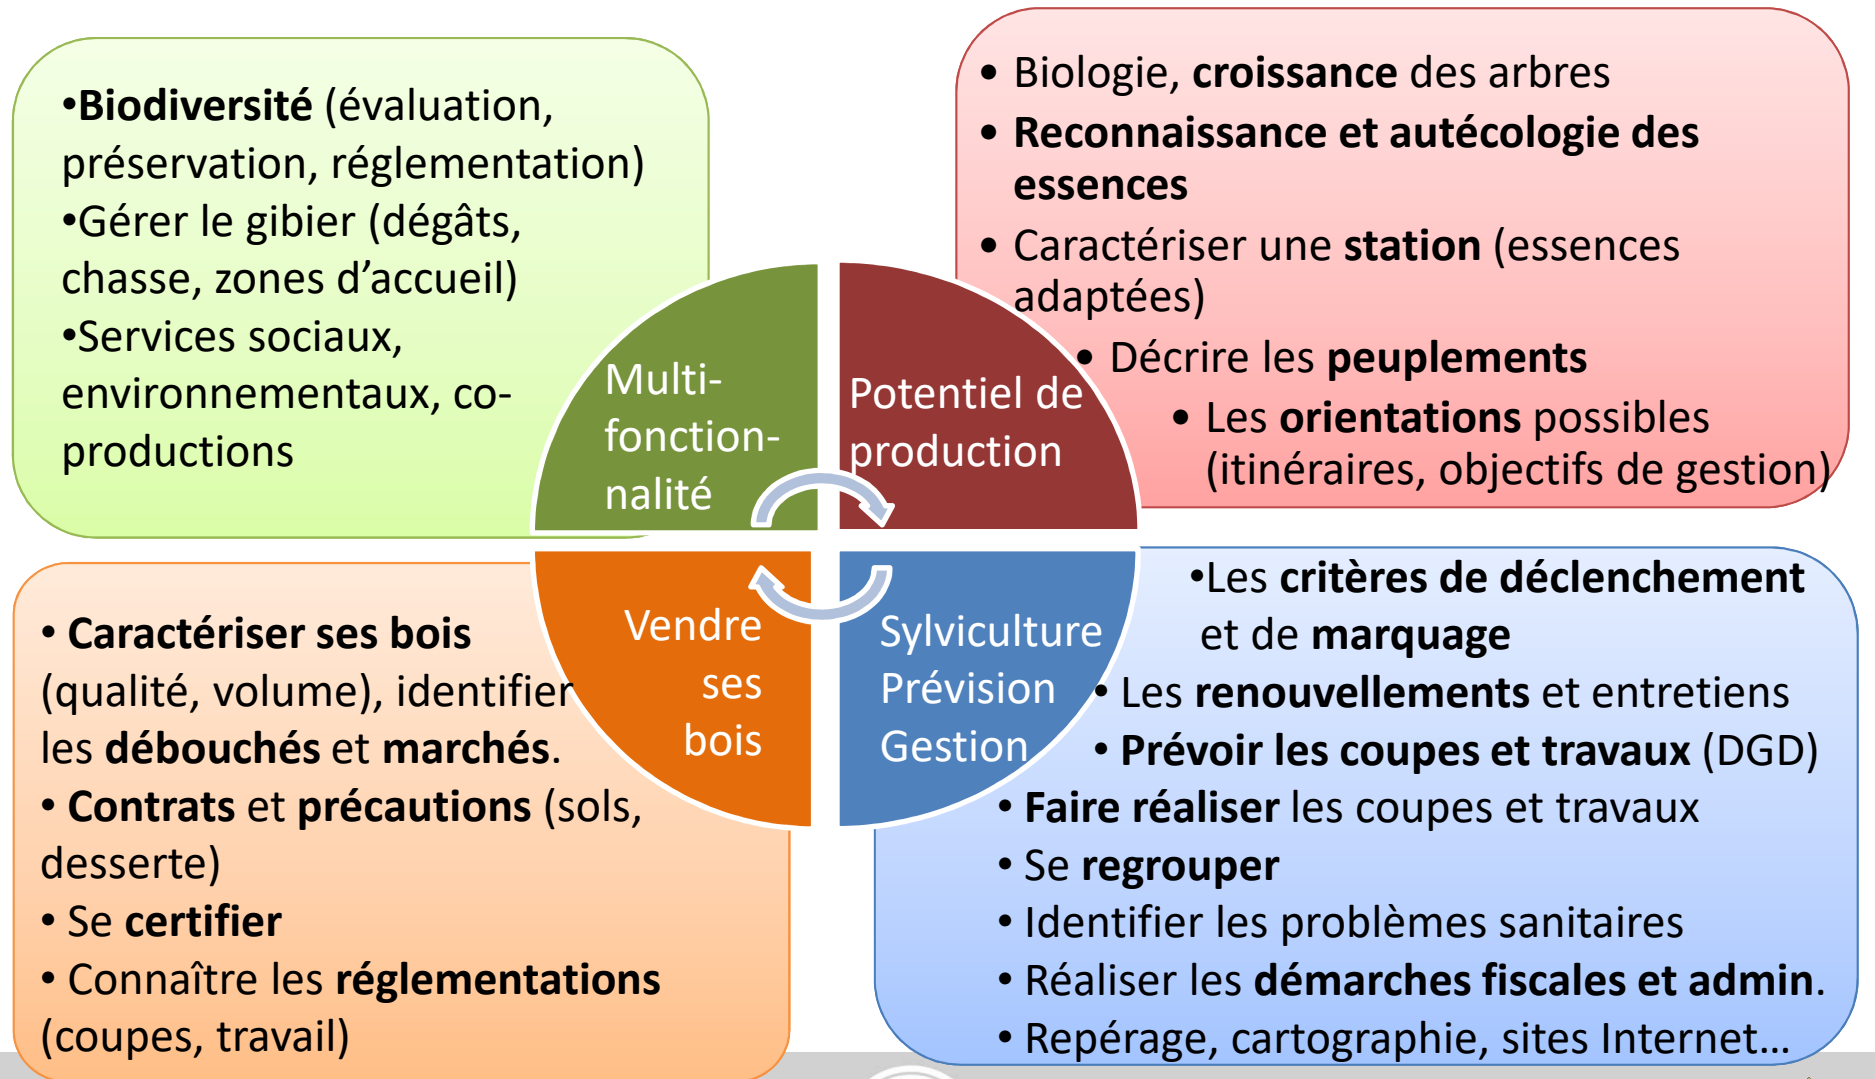 •Biodiversité (évaluation,
préservation, réglementation)
•Gérer le gibier (dégâts,
chasse, zones d’accueil)
•Services sociaux,
environnementaux, co-
productions
• Biologie, croissance des arbres
• Reconnaissance et autécologie des
essences
• Caractériser une station (essences
adaptées)
• Décrire les peuplements
• Les orientations possibles
(itinéraires, objectifs de gestion)
Multi-
fonction-
nalité
Potentiel de
production
Vendre
ses
bois
Sylviculture
Prévision
Gestion
• Caractériser ses bois
(qualité, volume), identifier
les débouchés et marchés.
• Contrats et précautions (sols,
desserte)
• Se certifier
• Connaître les réglementations
(coupes, travail)
•Les critères de déclenchement
et de marquage
• Les renouvellements et entretiens
• Prévoir les coupes et travaux (DGD)
• Faire réaliser les coupes et travaux
• Se regrouper
• Identifier les problèmes sanitaires
• Réaliser les démarches fiscales et admin.
• Repérage, cartographie, sites Internet…